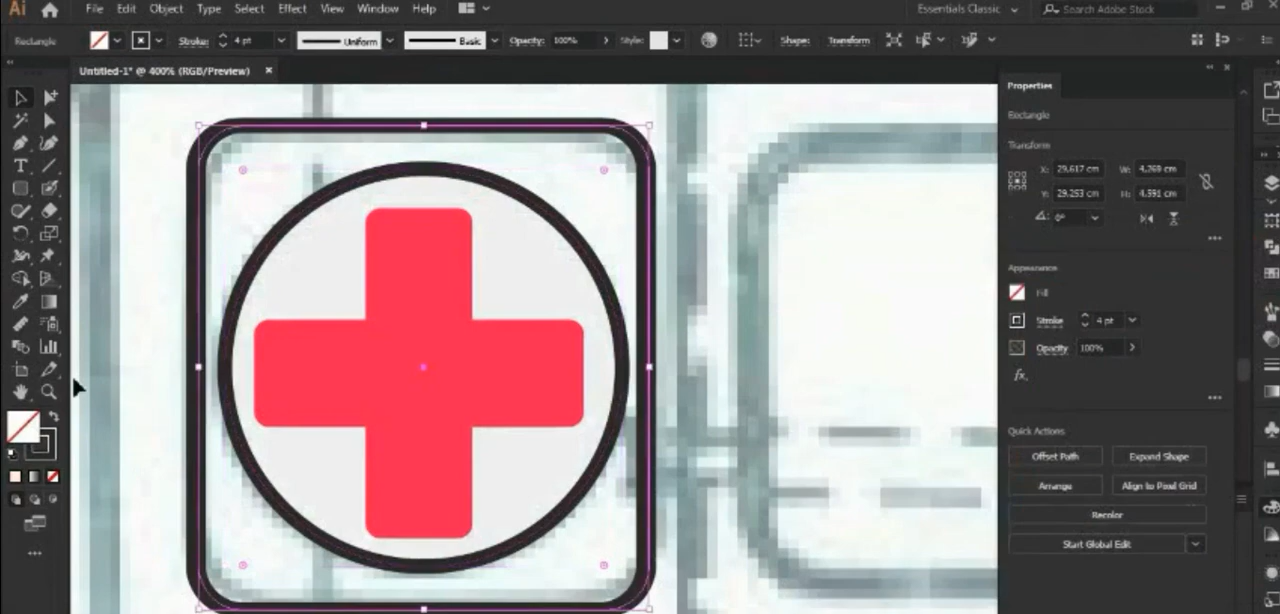 Ai File Edit Object Type Select Effect View Window Help Essentials Classic Search Adobe Stock
Rectangle Stroke: 4 pt Uniform Basic Opacity: 100% Style: Shape: Transform
Untitled-1* @ 400% (RGB/Preview) ×
Properties
Rectangle
Transform
X: 29.617 cm W: 4.269 cm
Y: 29.253 cm H: 4.591 cm
0°
Appearance
Fill
Stroke 4 pt
Opacity 100%
fx.
Quick Actions
Offset Path Expand Shape
Arrange Align to Pixel Grid
Recolor
Start Global Edit